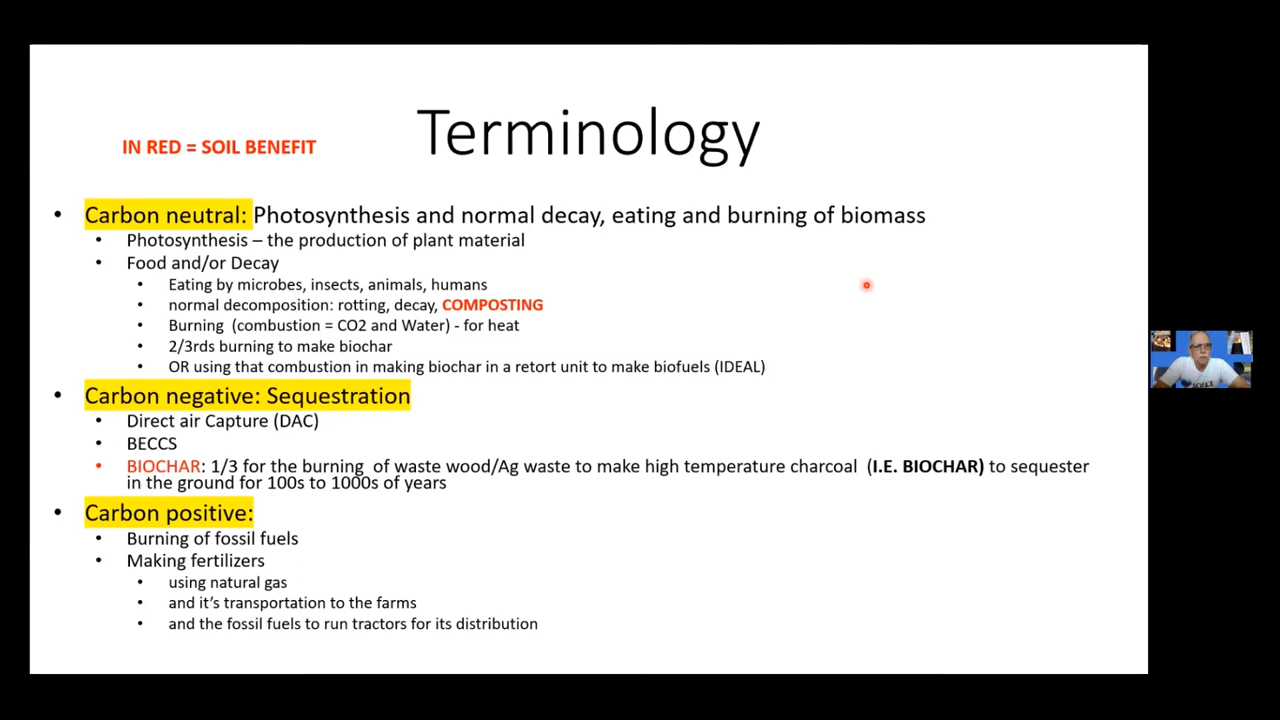 Terminology
IN RED = SOIL BENEFIT
• Carbon neutral: Photosynthesis and normal decay, eating and burning of biomass
• Photosynthesis – the production of plant material
• Food and/or Decay
• Eating by microbes, insects, animals, humans
• normal decomposition: rotting, decay, COMPOSTING
• Burning (combustion = CO2 and Water) - for heat
• 2/3rds burning to make biochar
• OR using that combustion in making biochar in a retort unit to make biofuels (IDEAL)
• Carbon negative: Sequestration
• Direct air Capture (DAC)
• BECCS
• BIOCHAR: 1/3 for the burning of waste wood/Ag waste to make high temperature charcoal (I.E. BIOCHAR) to sequester
in the ground for 100s to 1000s of years
• Carbon positive:
• Burning of fossil fuels
• Making fertilizers
• using natural gas
• and it's transportation to the farms
• and the fossil fuels to run tractors for its distribution